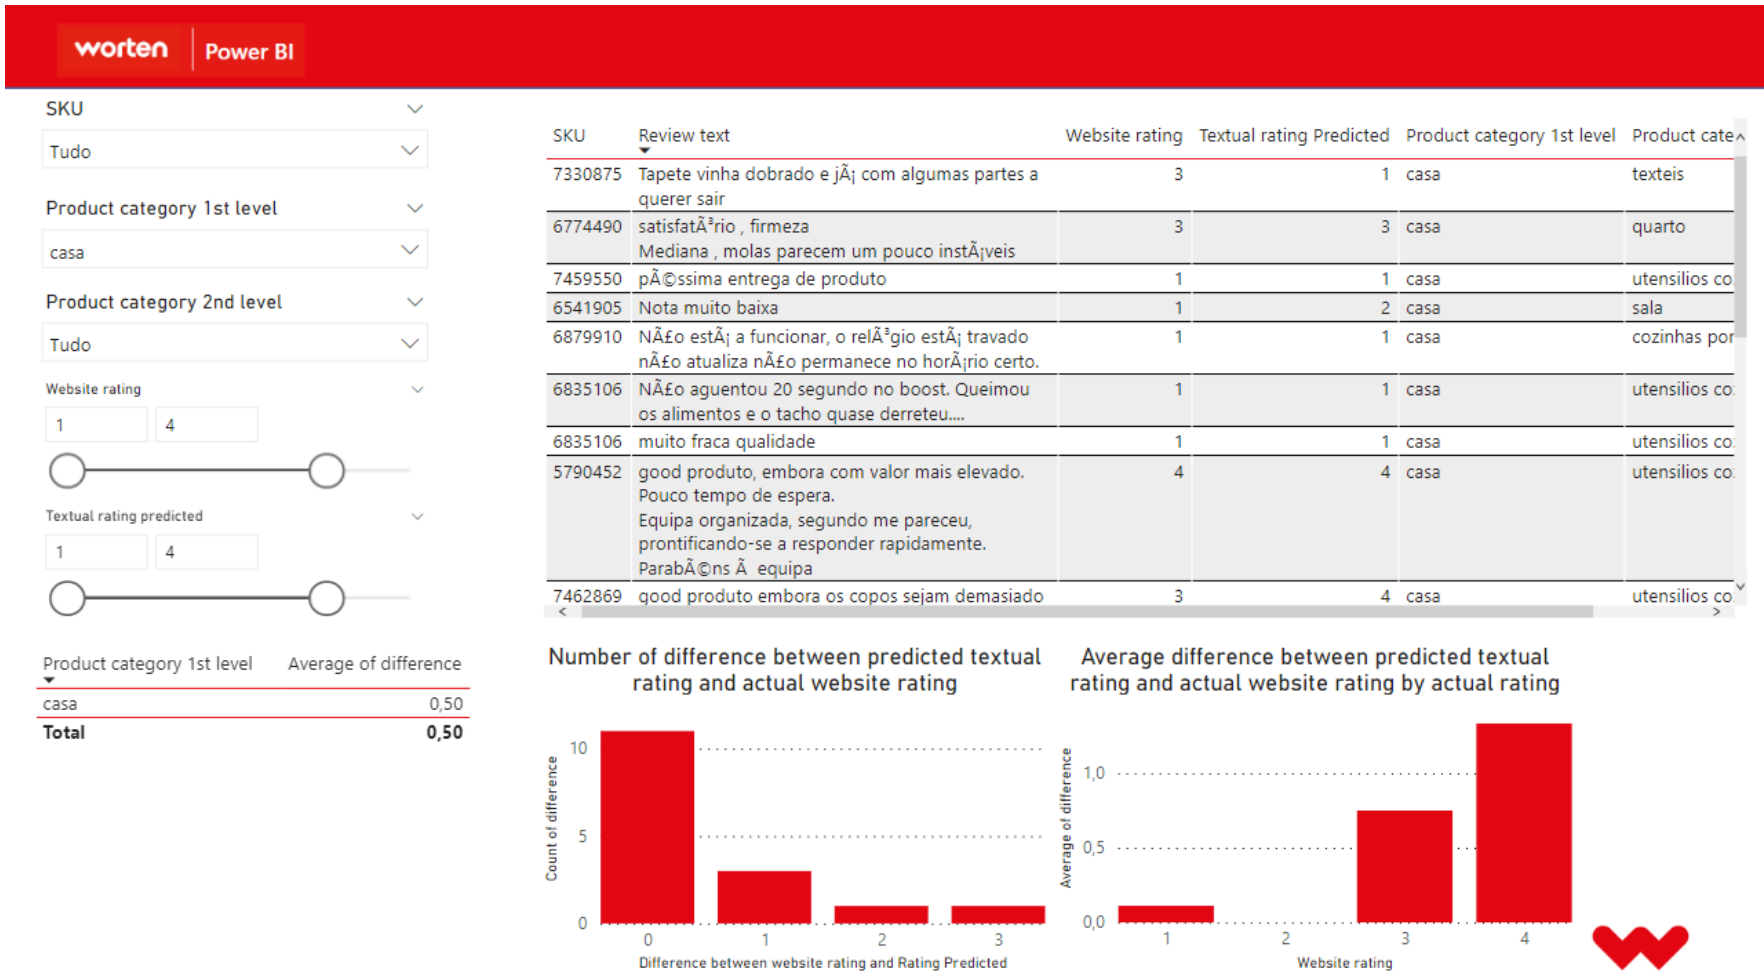 worten
Power BI
SKU
Tudo
Product category 1st level
casa
Product category 2nd level
Tudo
Website rating
1 4
Textual rating predicted
1 4
Product category 1st level Average of difference
casa 0,50
Total 0,50
SKU Review text Website rating Textual rating Predicted Product category 1st level Product cate
7330875 Tapete vinha dobrado e jÃ¡ com algumas partes a 3 1 casa texteis
querer sair
6774490 satisfatÃ³rio , firmeza 3 3 casa quarto
Mediana , molas parecem um pouco instÃ¡veis
7459550 pÃ©ssima entrega de produto 1 1 casa utensilios co
6541905 Nota muito baixa 1 2 casa sala
6879910 NÃ£o estÃ¡ a funcionar, o relÃ³gio estÃ¡ travado 1 1 casa cozinhas por
nÃ£o atualiza nÃ£o permanece no horÃ¡rio certo.
6835106 NÃ£o aguentou 20 segundo no boost. Queimou 1 1 casa utensilios co
os alimentos e o tacho quase derreteu....
6835106 muito fraca qualidade 1 1 casa utensilios co
5790452 good produto, embora com valor mais elevado. 4 4 casa utensilios co
Pouco tempo de espera.
Equipa organizada, segundo me pareceu,
prontificando-se a responder rapidamente.
ParabÃ©ns Ã  equipa
7462869 good produto embora os copos sejam demasiado 3 4 casa utensilios co
Number of difference between predicted textual
rating and actual website rating
Count of difference
10
5
0
0 1 2 3
Difference between website rating and Rating Predicted
Average difference between predicted textual
rating and actual website rating by actual rating
Average of difference
1,0
0,5
0,0
1 2 3 4
Website rating